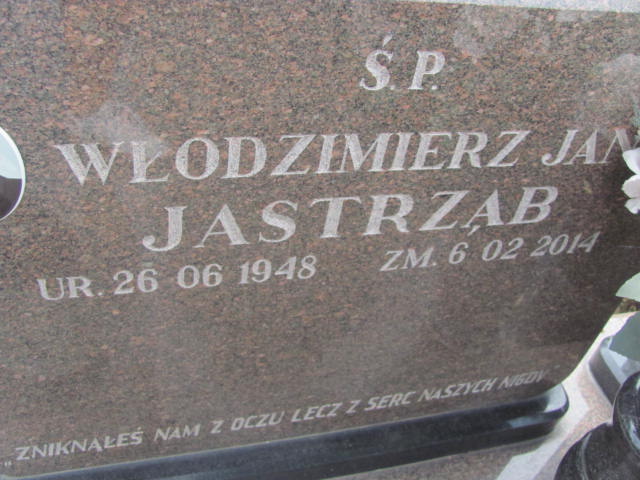 Ś.P.
WŁODZIMIERZ JAN
JASTRZĄB
UR. 26 06 1948 ZM. 6 02 2014
„ZNIKNĄŁEŚ NAM Z OCZU LECZ Z SERC NASZYCH NIGDY"